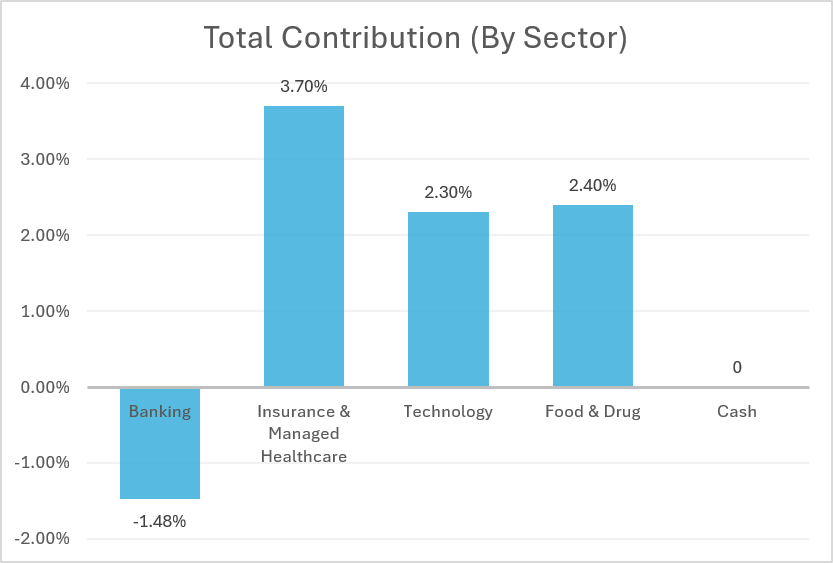 Total Contribution (By Sector)
4.00%
3.00%
2.00%
1.00%
0.00%
-1.00%
-2.00%
3.70%
2.30%
2.40%
0
-1.48%
Banking
Insurance &
Managed
Healthcare
Technology
Food & Drug
Cash